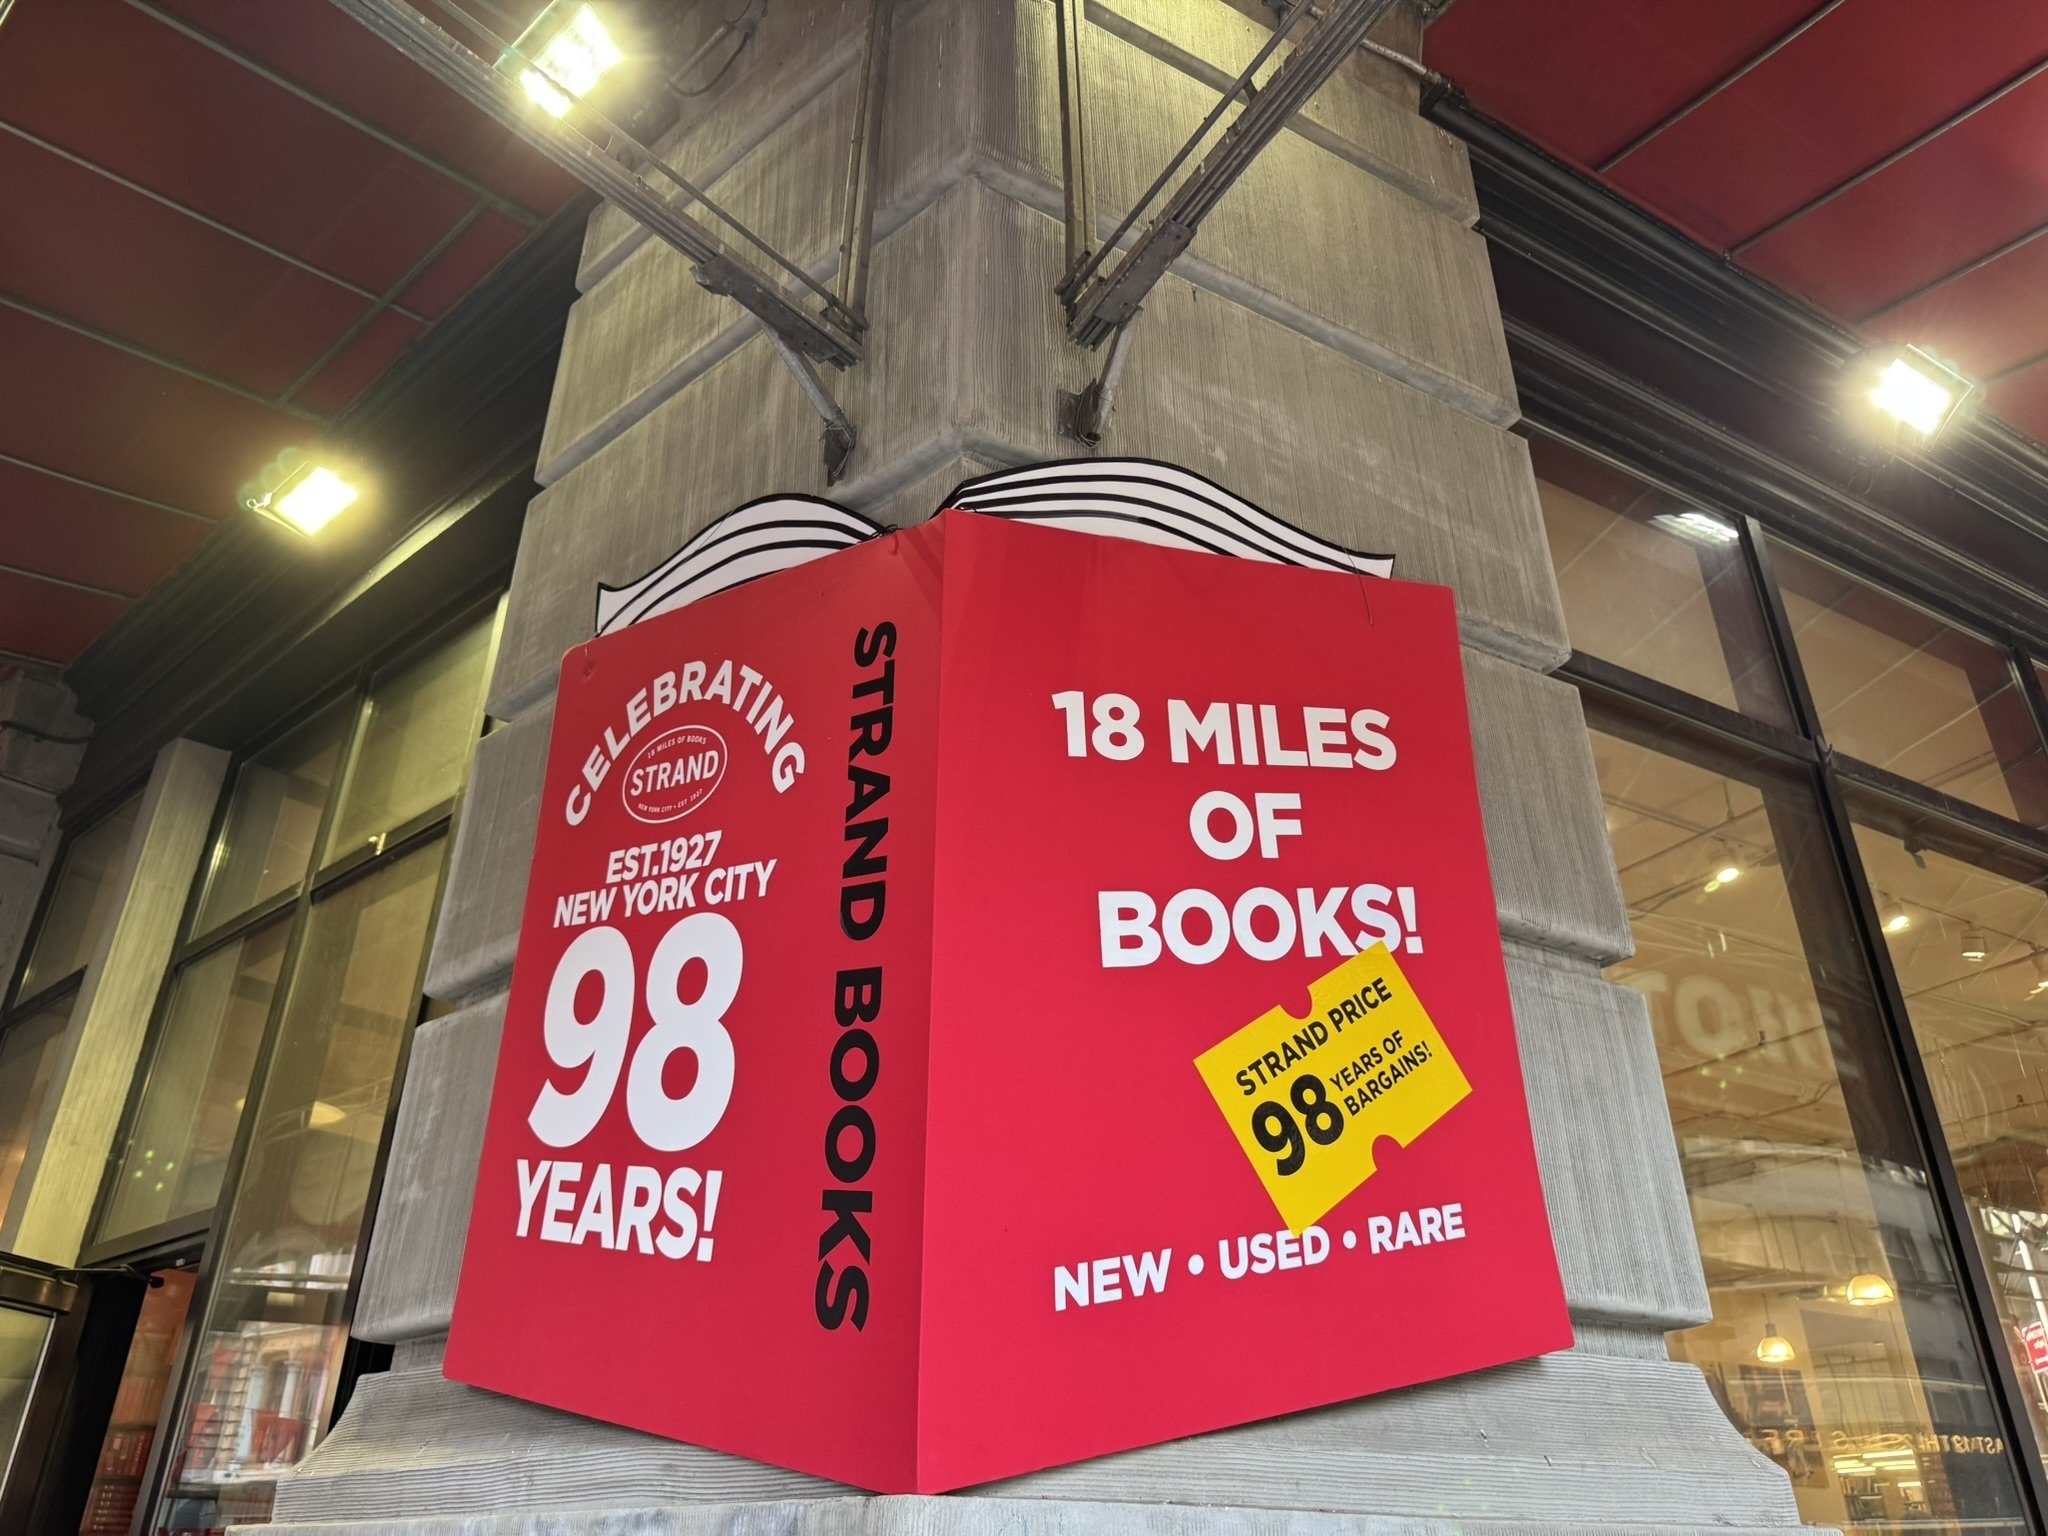 CELEBRATING
18 MILES OF BOOKS
STRAND
NEW YORK CITY • EST 1927
EST.1927
NEW YORK CITY
98
YEARS!
STRAND BOOKS
18 MILES
OF
BOOKS!
STRAND PRICE
98 YEARS OF
BARGAINS!
NEW • USED • RARE